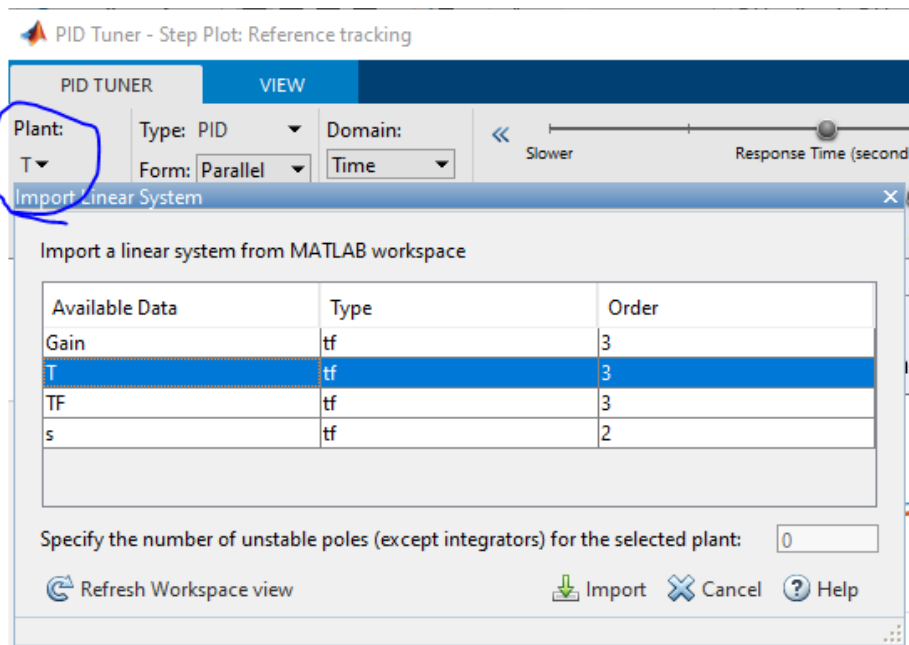 PID Tuner - Step Plot: Reference tracking
PID TUNER VIEW
Plant: Type: PID Domain:
T Form: Parallel Time Slower Response Time (second
Import Linear System
Import a linear system from MATLAB workspace
Available Data Type Order
Gain tf 3
T tf 3
TF tf 3
s tf 2
Specify the number of unstable poles (except integrators) for the selected plant: 0
Refresh Workspace view Import Cancel Help